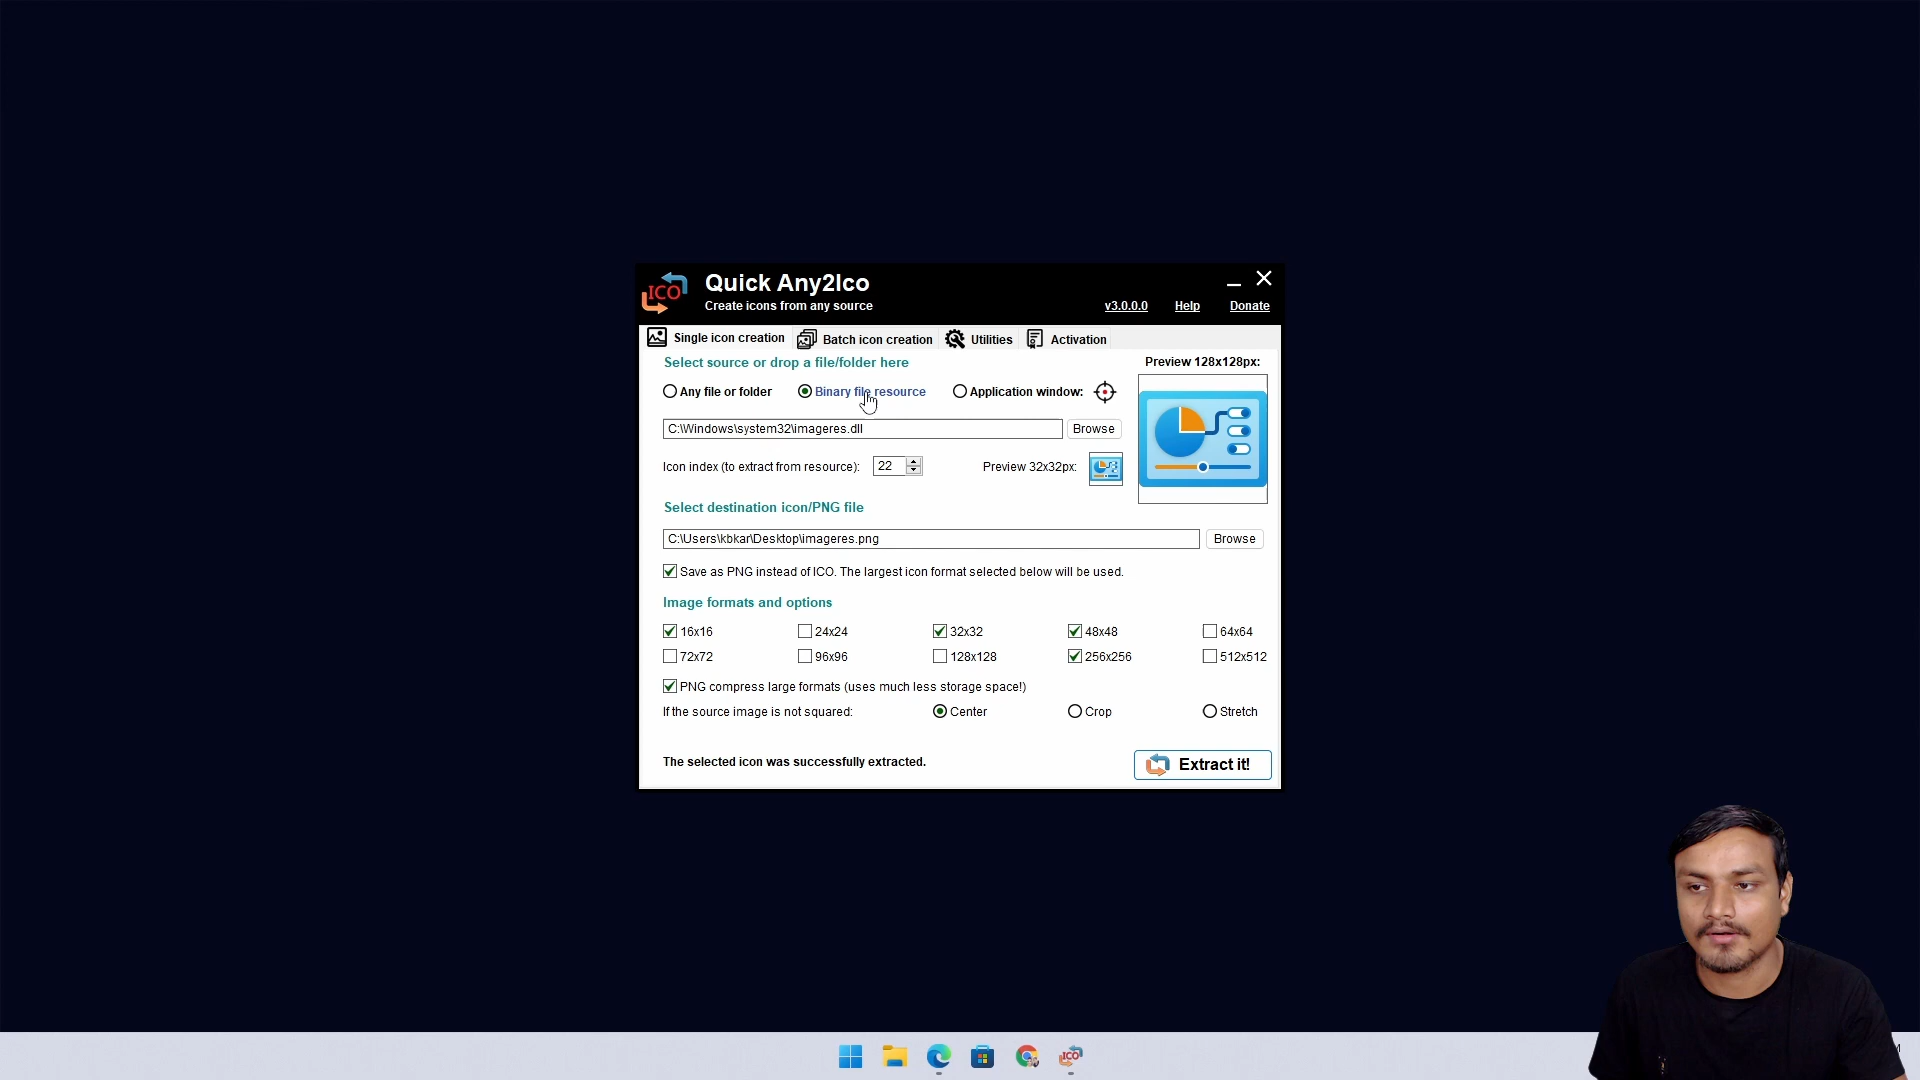 ICO
Quick Any2Ico
Create icons from any source
v3.0.0.0 Help Donate
Single icon creation Batch icon creation Utilities Activation
Select source or drop a file/folder here
Preview 128x128px:
Any file or folder Binary file resource Application window:
C:\Windows\system32\imageres.dll Browse
Icon index (to extract from resource): 22 Preview 32x32px:
Select destination icon/PNG file
C:\Users\kbkar\Desktop\imageres.png Browse
Save as PNG instead of ICO. The largest icon format selected below will be used.
Image formats and options
16x16 24x24 32x32 48x48 64x64
72x72 96x96 128x128 256x256 512x512
PNG compress large formats (uses much less storage space!)
If the source image is not squared: Center Crop Stretch
The selected icon was successfully extracted. Extract it!
ICO